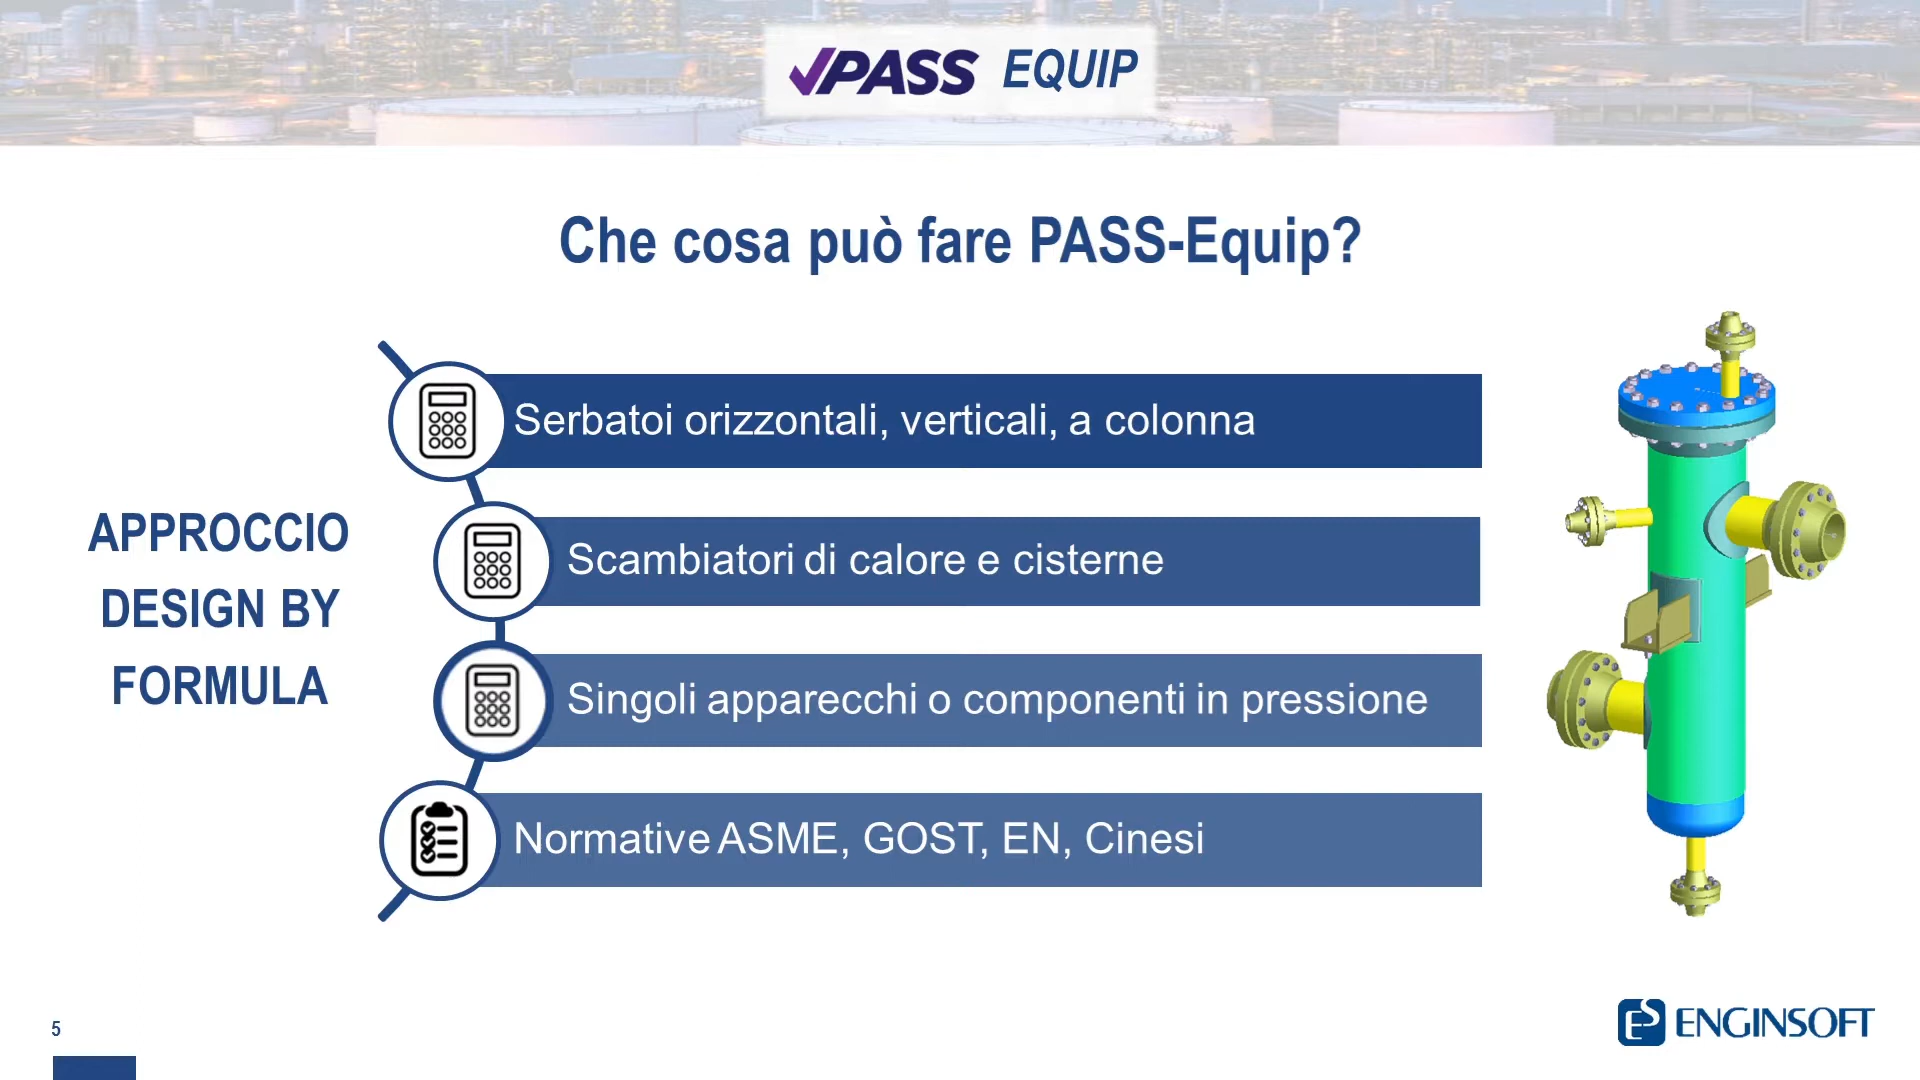 PASS EQUIP
Che cosa può fare PASS-Equip?
APPROCCIO
DESIGN BY
FORMULA
Serbatoi orizzontali, verticali, a colonna
Scambiatori di calore e cisterne
Singoli apparecchi o componenti in pressione
Normative ASME, GOST, EN, Cinesi
5
ES ENGINSOFT